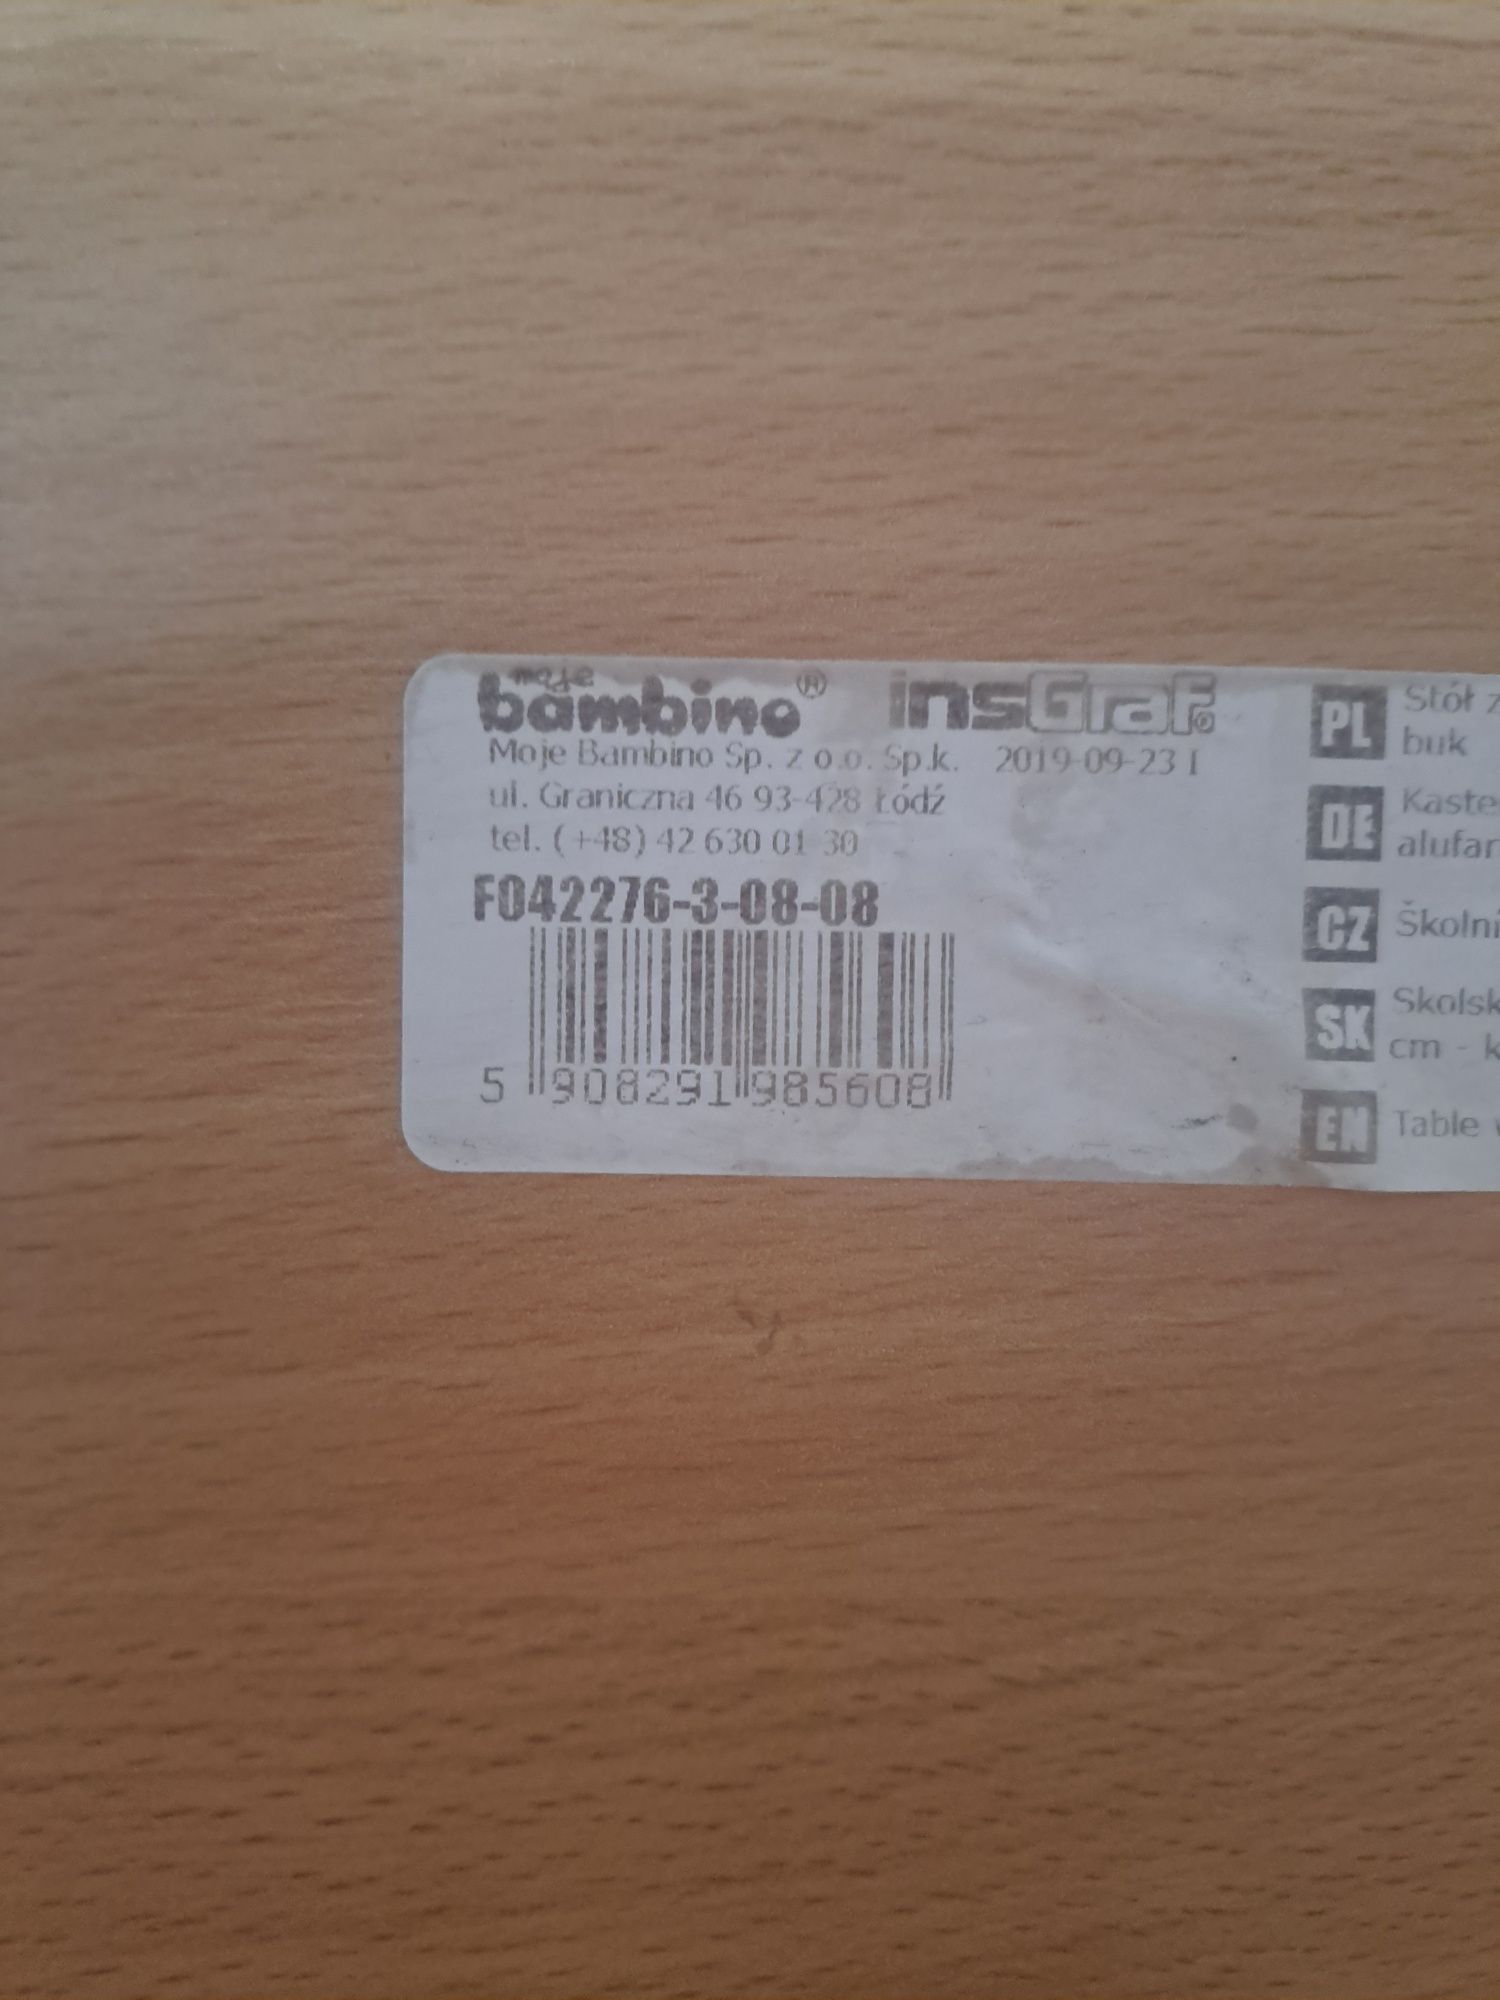 moje
bambino®
insGraf®
Moje Bambino Sp. z o.o. Sp.k. 2019-09-23 I
ul. Graniczna 46 93-428 Łódź
tel. (+48) 42 630 01 30
F042276-3-08-08
5 908291 985608
PL Stół z
buk
DE Kaste
alufar
CZ Školní
SK Skolsk
cm - k
EN Table